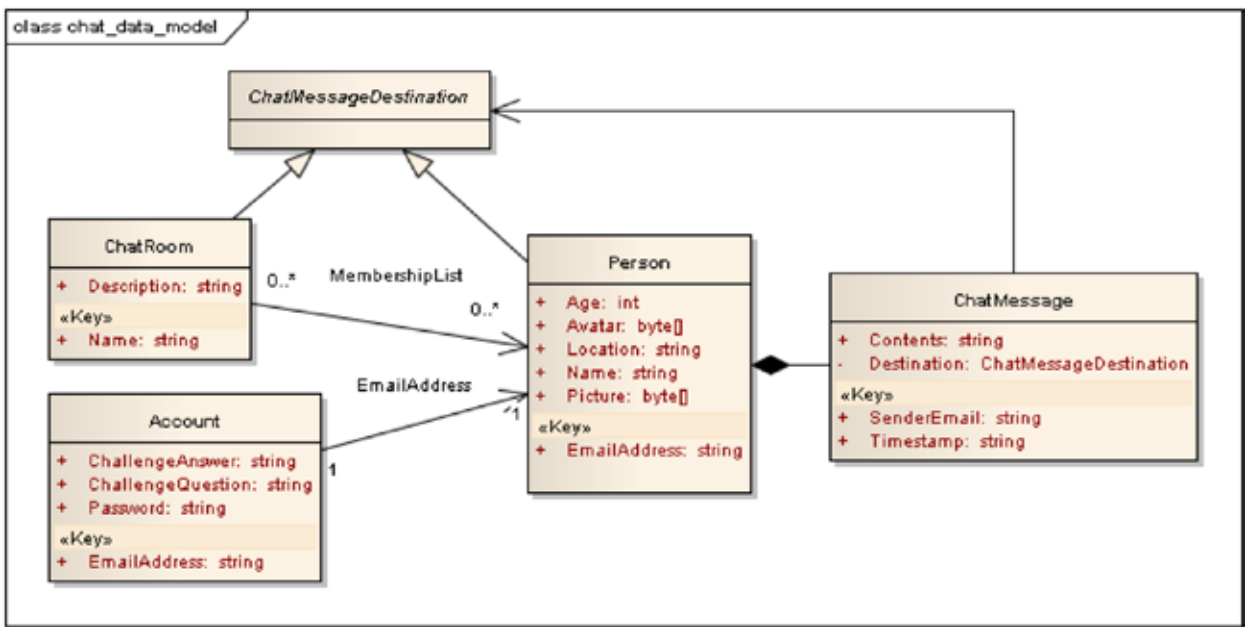 class chat_data_model
ChatMessageDestination
ChatRoom
+ Description: string
«Key»
+ Name: string
0..*
MembershipList
0..*
Person
+ Age: int
+ Avatar: byte[]
+ Location: string
+ Name: string
+ Picture: byte[]
«Key»
+ EmailAddress: string
ChatMessage
+ Contents: string
- Destination: ChatMessageDestination
«Key»
+ SenderEmail: string
+ Timestamp: string
EmailAddress
1
1
Account
+ ChallengeAnswer: string
+ ChallengeQuestion: string
+ Password: string
«Key»
+ EmailAddress: string